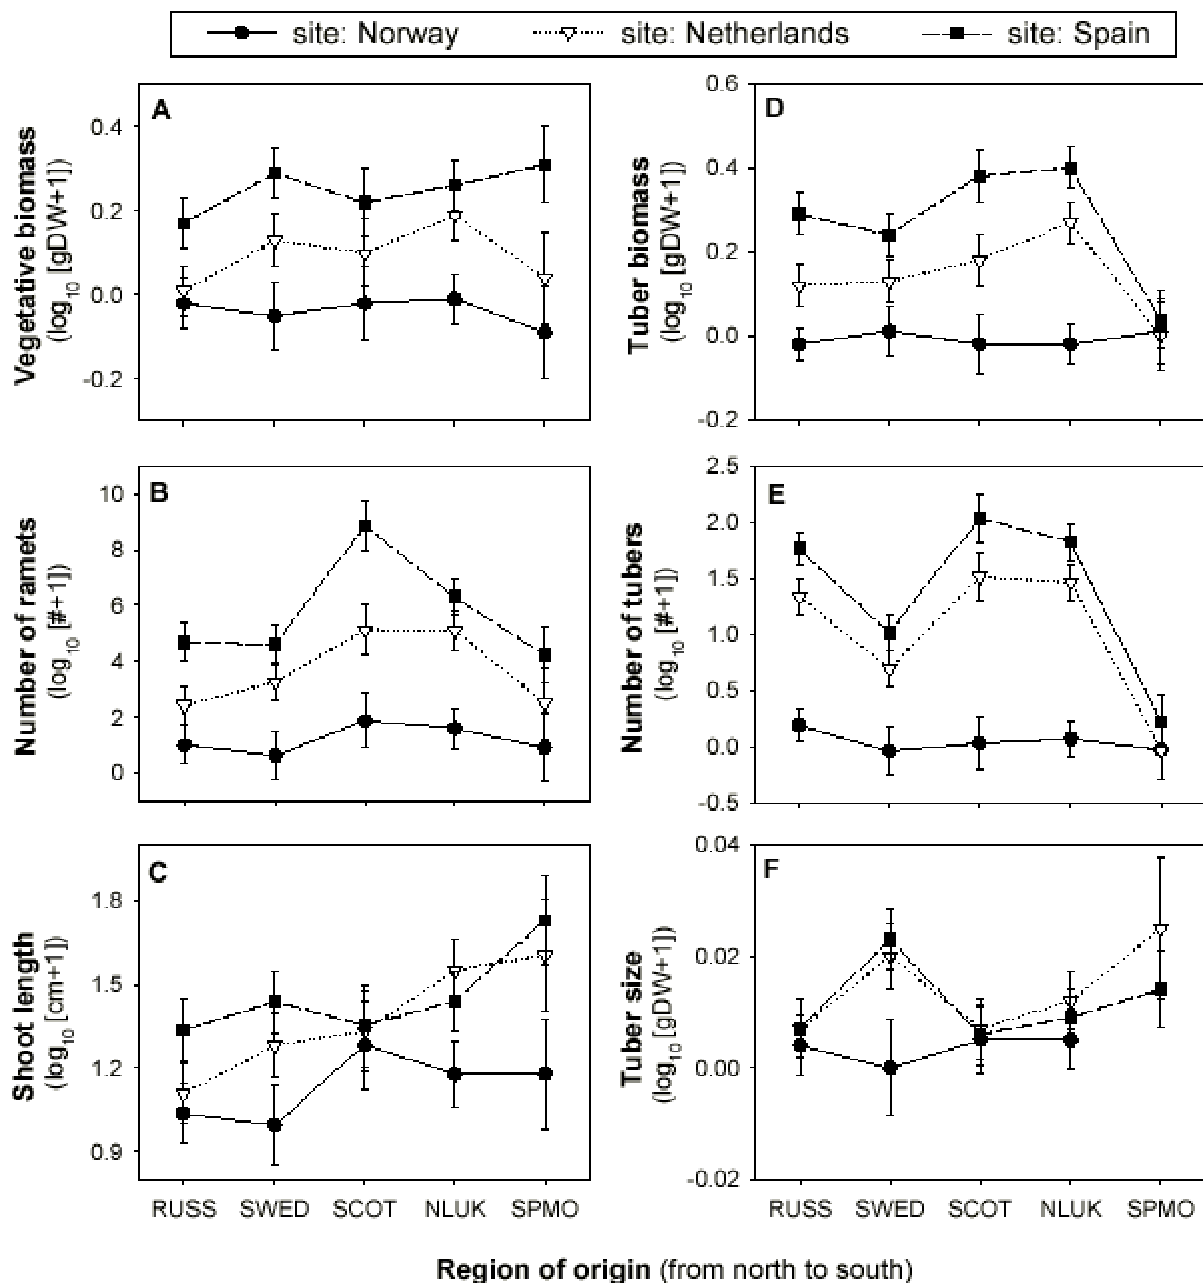 site: Norway site: Netherlands site: Spain
A
Vegetative biomass
(log10 [gDW+1])
0.4
0.2
0.0
-0.2
D
Tuber biomass
(log10 [gDW+1])
0.6
0.4
0.2
0.0
-0.2
B
Number of ramets
(log10 [#+1])
10
8
6
4
2
0
E
Number of tubers
(log10 [#+1])
2.5
2.0
1.5
1.0
0.5
0.0
-0.5
C
Shoot length
(log10 [cm+1])
1.8
1.5
1.2
0.9
F
Tuber size
(log10 [gDW+1])
0.04
0.02
0.00
-0.02
RUSS SWED SCOT NLUK SPMO
RUSS SWED SCOT NLUK SPMO
Region of origin (from north to south)